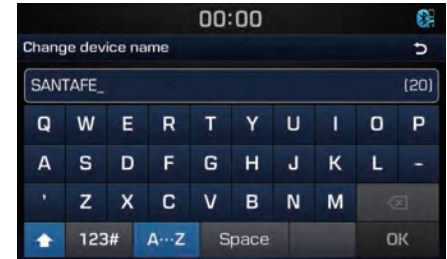 00:00
Change device name
SANTAFE_ (20)
Q W E R T Y U I O P
A S D F G H J K L -
' Z X C V B N M
123# A···Z Space OK